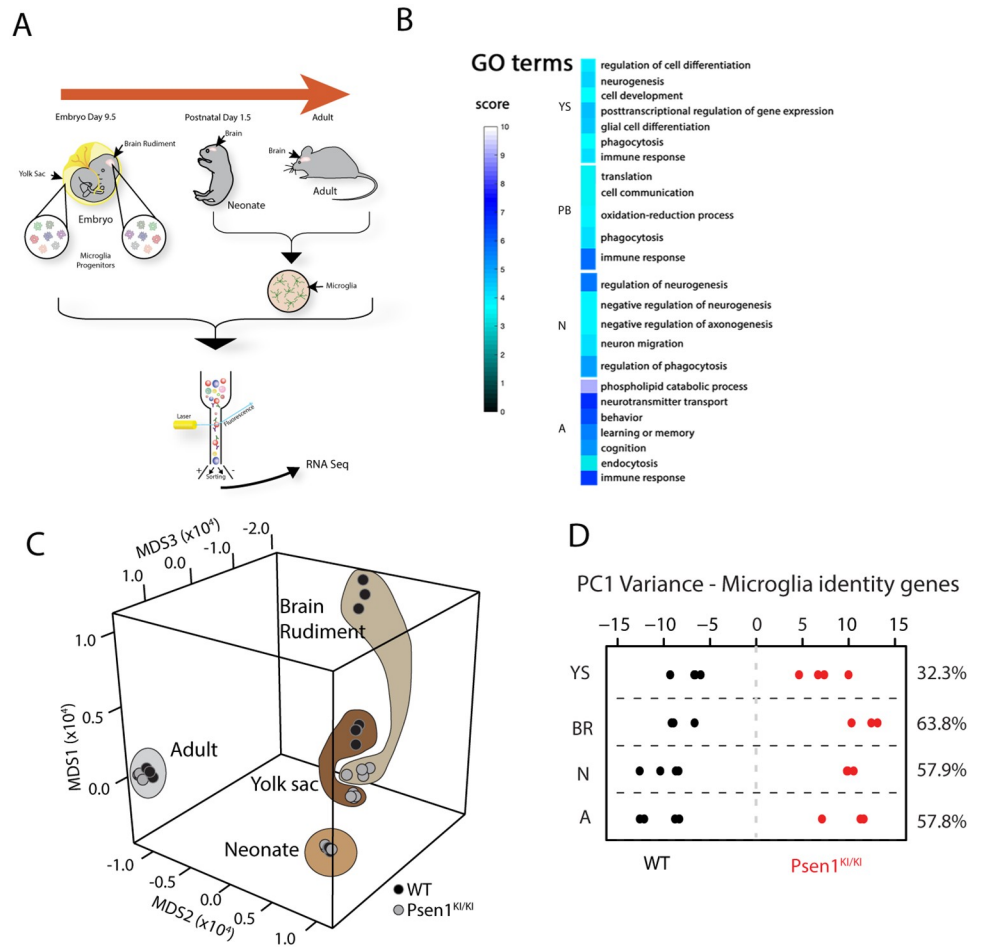 A
Embryo Day 9.5
Postnatal Day 1.5
Adult
Brain
Brain Rudiment
Brain
Yolk Sac
Adult
Neonate
Embryo
Microglia
Progenitors
Microglia
Laser
Fluorescence
+
-
Sorting
RNA Seq
B
GO terms
score
10
9
8
7
6
5
4
3
2
1
0
YS
regulation of cell differentiation
neurogenesis
cell development
posttranscriptional regulation of gene expression
glial cell differentiation
phagocytosis
immune response
PB
translation
cell communication
oxidation-reduction process
phagocytosis
immune response
N
regulation of neurogenesis
negative regulation of neurogenesis
negative regulation of axonogenesis
neuron migration
regulation of phagocytosis
A
phospholipid catabolic process
neurotransmitter transport
behavior
learning or memory
cognition
endocytosis
immune response
C
MDS3 (x10⁴)
1.0 0.0 -1.0 -2.0
MDS1 (x10⁴)
1.0
0.5
0.0
MDS2 (x10⁴)
-1.0 -0.5 0.0 0.5 1.0
Brain
Rudiment
Adult
Yolk sac
Neonate
WT
Psen1ᴷᴵ/ᴷᴵ
D
PC1 Variance - Microglia identity genes
−15 −10 −5 0 5 10 15
YS 32.3%
BR 63.8%
N 57.9%
A 57.8%
WT Psen1ᴷᴵ/ᴷᴵ